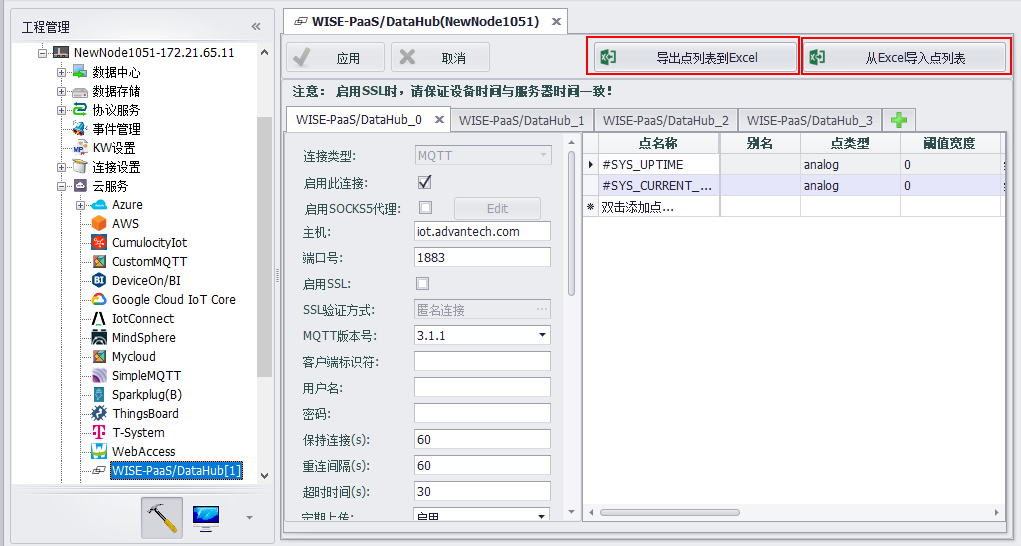 工程管理
NewNode1051-172.21.65.11
数据中心
数据存储
协议服务
事件管理
KW设置
连接设置
云服务
Azure
AWS
CumulocityIot
CustomMQTT
DeviceOn/BI
Google Cloud IoT Core
IotConnect
MindSphere
Mycloud
SimpleMQTT
Sparkplug(B)
ThingsBoard
T-System
WebAccess
WISE-PaaS/DataHub[1]
WISE-PaaS/DataHub(NewNode1051)
应用 取消 导出点列表到Excel 从Excel导入点列表
注意: 启用SSL时,请保证设备时间与服务器时间一致!
WISE-PaaS/DataHub_0 WISE-PaaS/DataHub_1 WISE-PaaS/DataHub_2 WISE-PaaS/DataHub_3
连接类型: MQTT
启用此连接:
启用SOCKS5代理: Edit
主机: iot.advantech.com
端口号: 1883
启用SSL:
SSL验证方式: 匿名连接 ...
MQTT版本号: 3.1.1
客户端标识符:
用户名:
密码:
保持连接(s): 60
重连间隔(s): 60
超时时间(s): 30
定期上传: 启用
点名称 别名 点类型 阈值宽度
#SYS_UPTIME analog 0
#SYS_CURRENT_... analog 0
双击添加点...